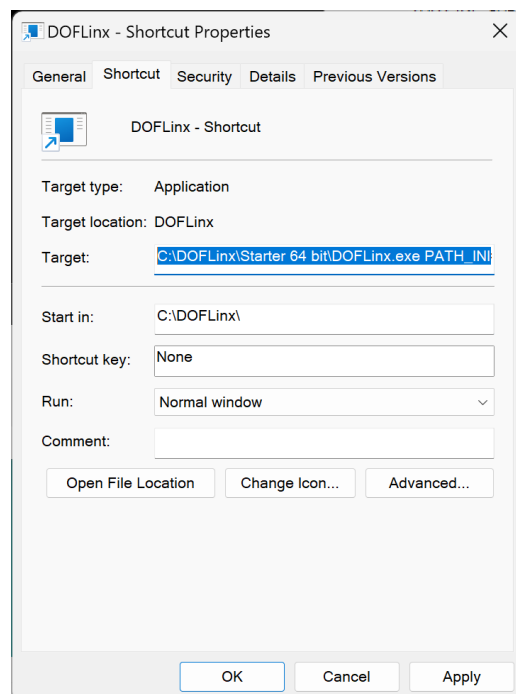 DOFLinx - Shortcut Properties
General Shortcut Security Details Previous Versions
DOFLinx - Shortcut
Target type: Application
Target location: DOFLinx
Target: C:\DOFLinx\Starter 64 bit\DOFLinx.exe PATH_INI
Start in: C:\DOFLinx\
Shortcut key: None
Run: Normal window
Comment:
Open File Location Change Icon... Advanced...
OK Cancel Apply